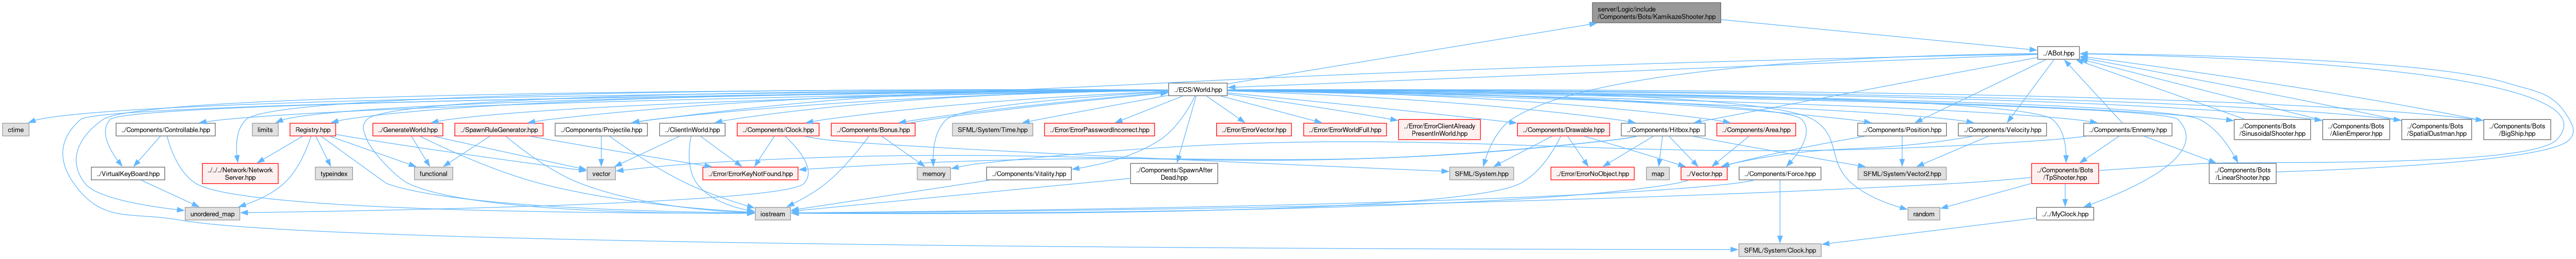 server/Logic/include
/Components/Bots/KamikazeShooter.hpp
../ABot.hpp
../ECS/World.hpp
ctime
../Components/Controllable.hpp
limits
Registry.hpp
../GenerateWorld.hpp
../SpawnRuleGenerator.hpp
../Components/Projectile.hpp
../ClientInWorld.hpp
../Components/Clock.hpp
../Components/Bonus.hpp
SFML/System/Time.hpp
../Error/ErrorPasswordIncorrect.hpp
../Error/ErrorVector.hpp
../Error/ErrorWorldFull.hpp
../Error/ErrorClientAlready
PresentInWorld.hpp
../Components/Drawable.hpp
../Components/Hitbox.hpp
../Components/Area.hpp
../Components/Position.hpp
../Components/Velocity.hpp
../Components/Ennemy.hpp
../Components/Bots
/SinusodalShooter.hpp
../Components/Bots
/AlienEmperor.hpp
../Components/Bots
/SpatialDustman.hpp
../Components/Bots
/BigShip.hpp
../VirtualKeyBoard.hpp
../../../Network/Network
Server.hpp
typeindex
functional
vector
../Error/ErrorKeyNotFound.hpp
memory
../Components/Vitality.hpp
../Components/SpawnAfter
Dead.hpp
SFML/System.hpp
../Error/ErrorNoObject.hpp
map
../Vector.hpp
../Components/Force.hpp
SFML/System/Vector2.hpp
../Components/Bots
/TpShooter.hpp
../Components/Bots
/LinearShooter.hpp
unordered_map
iostream
random
../../MyClock.hpp
SFML/System/Clock.hpp